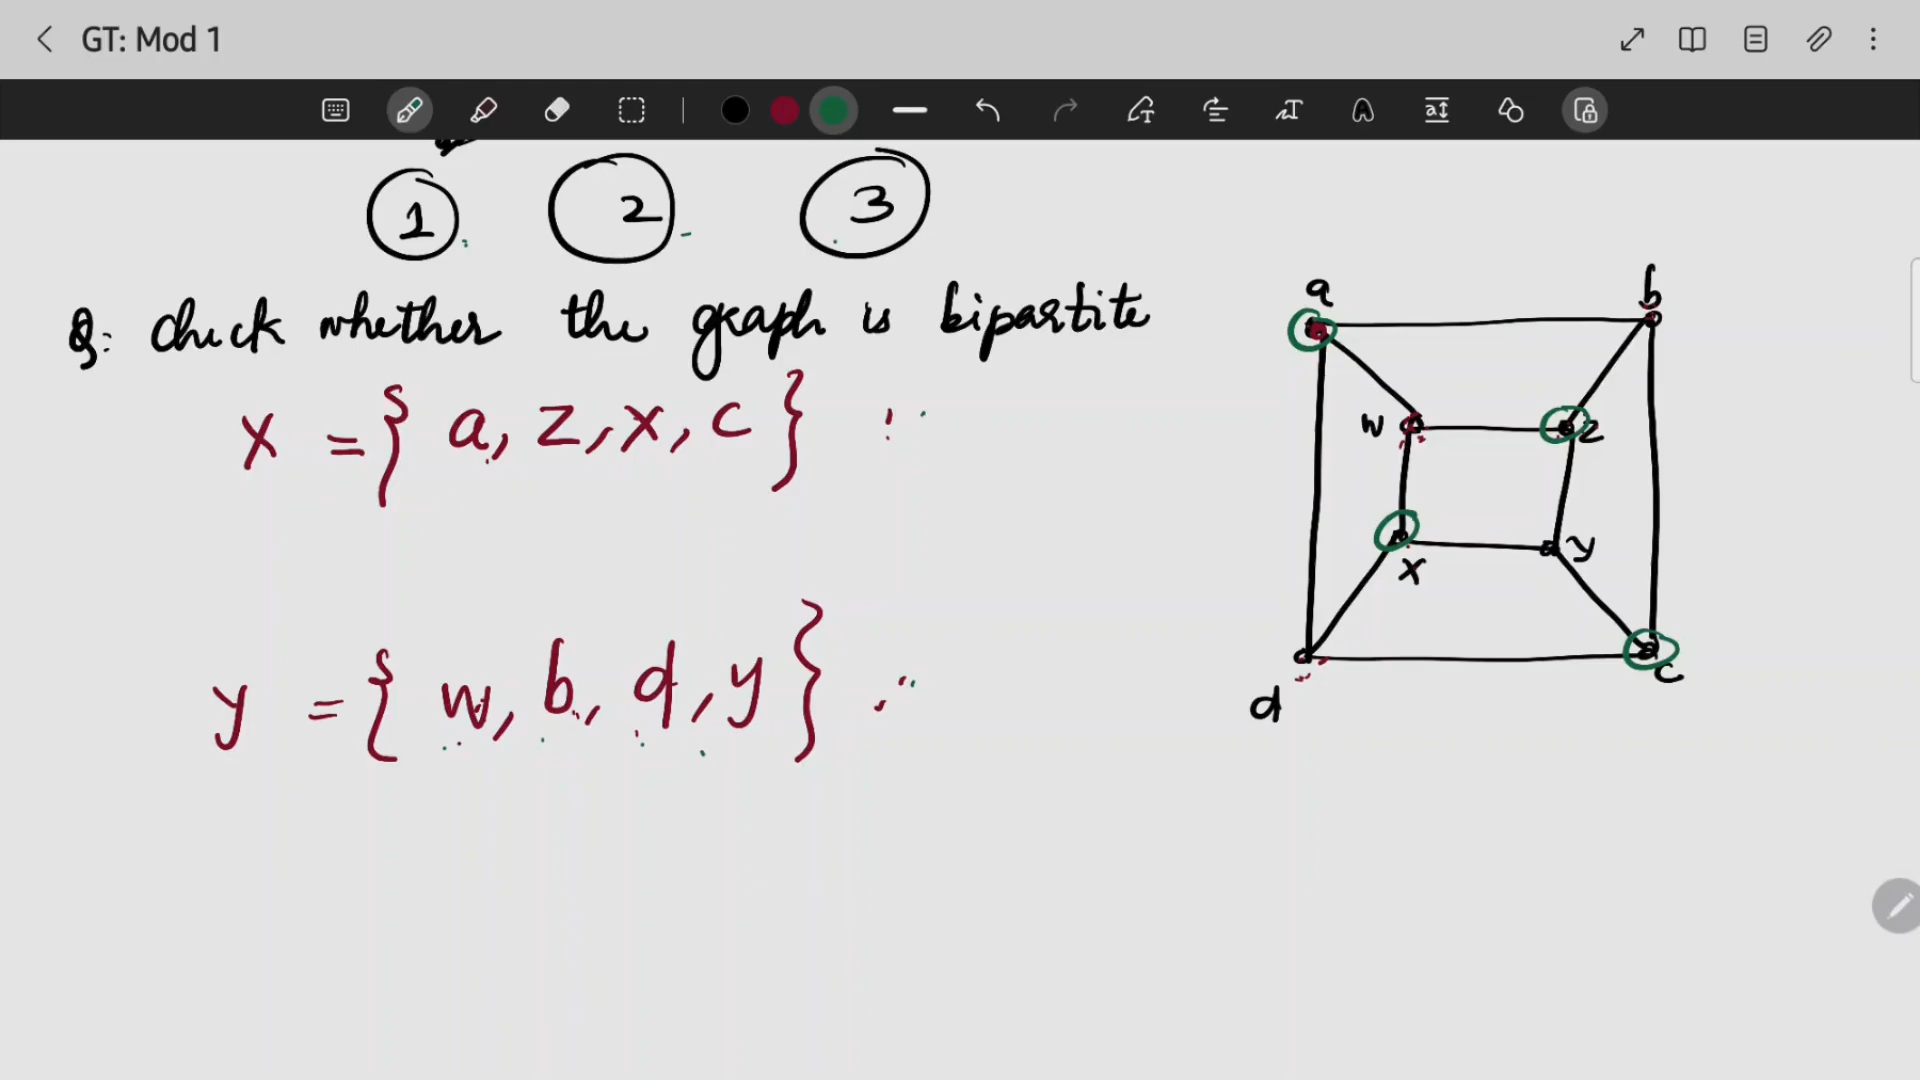 GT: Mod 1
1 2 3
Q: check whether the graph is bipartite
X = { a, z, x, c }
y = { w, b, d, y }
a b
w z
x y
d c